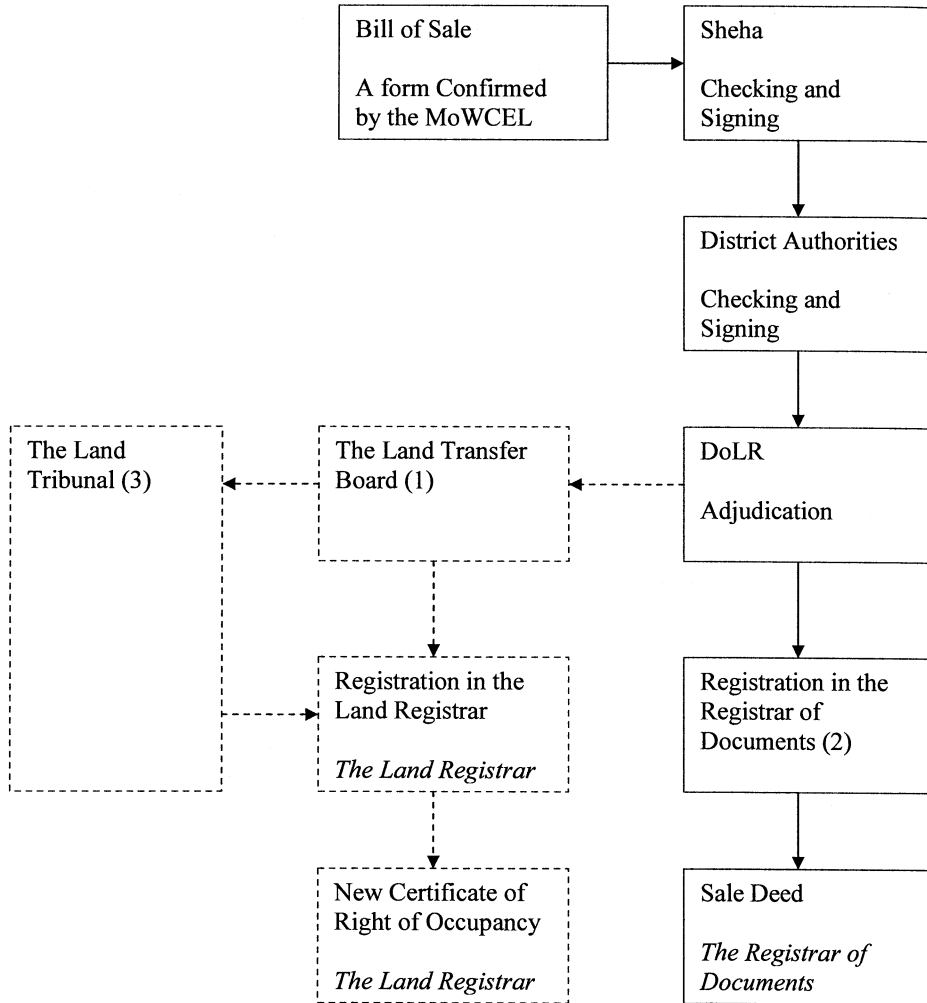 Bill of Sale
A form Confirmed
by the MoWCEL
Sheha
Checking and
Signing
District Authorities
Checking and
Signing
The Land
Tribunal (3)
The Land Transfer
Board (1)
DoLR
Adjudication
Registration in the
Land Registrar
The Land Registrar
Registration in the
Registrar of
Documents (2)
New Certificate of
Right of Occupancy
The Land Registrar
Sale Deed
The Registrar of
Documents